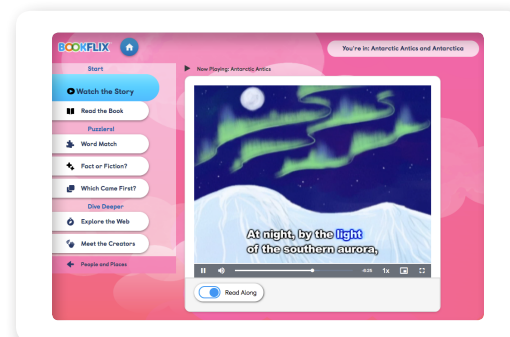 BOOKFLIX
You're in: Antarctic Antics and Antarctica
Start
Watch the Story
Read the Book
Puzzlers!
Word Match
Fact or Fiction?
Which Came First?
Dive Deeper
Explore the Web
Meet the Creators
People and Places
Now Playing: Antarctic Antics
At night, by the light
of the southern aurora,
-0:25 1x
Read Along